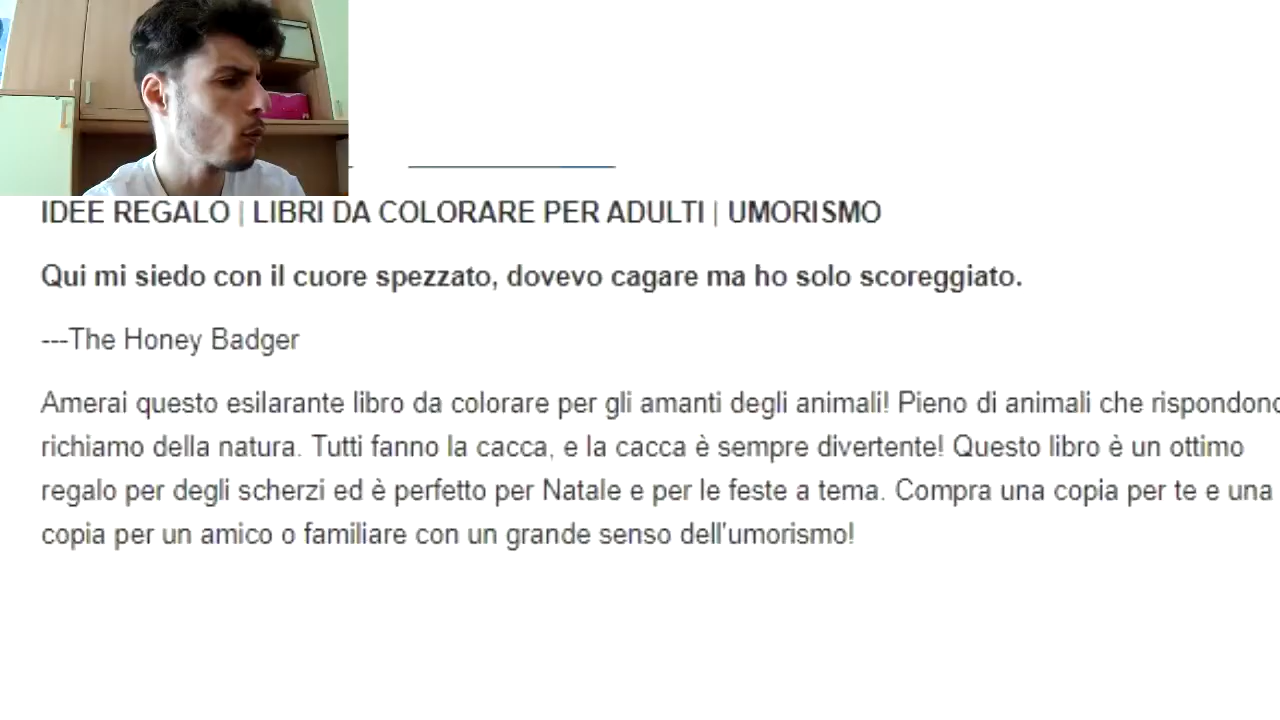 IDEE REGALO | LIBRI DA COLORARE PER ADULTI | UMORISMO
Qui mi siedo con il cuore spezzato, dovevo cagare ma ho solo scoreggiato.
---The Honey Badger
Amerai questo esilarante libro da colorare per gli amanti degli animali! Pieno di animali che rispondono
richiamo della natura. Tutti fanno la cacca, e la cacca è sempre divertente! Questo libro è un ottimo
regalo per degli scherzi ed è perfetto per Natale e per le feste a tema. Compra una copia per te e una
copia per un amico o familiare con un grande senso dell'umorismo!